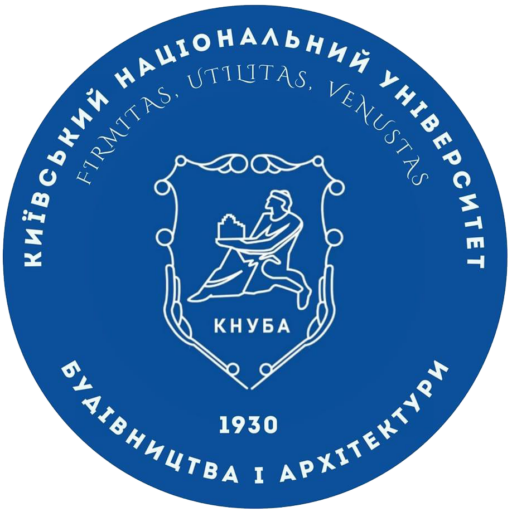 КИЇВСЬКИЙ НАЦІОНАЛЬНИЙ УНІВЕРСИТЕТ
FIRMITAS, UTILITAS, VENUSTAS
КНУБА
1930
БУДІВНИЦТВА І АРХІТЕКТУРИ